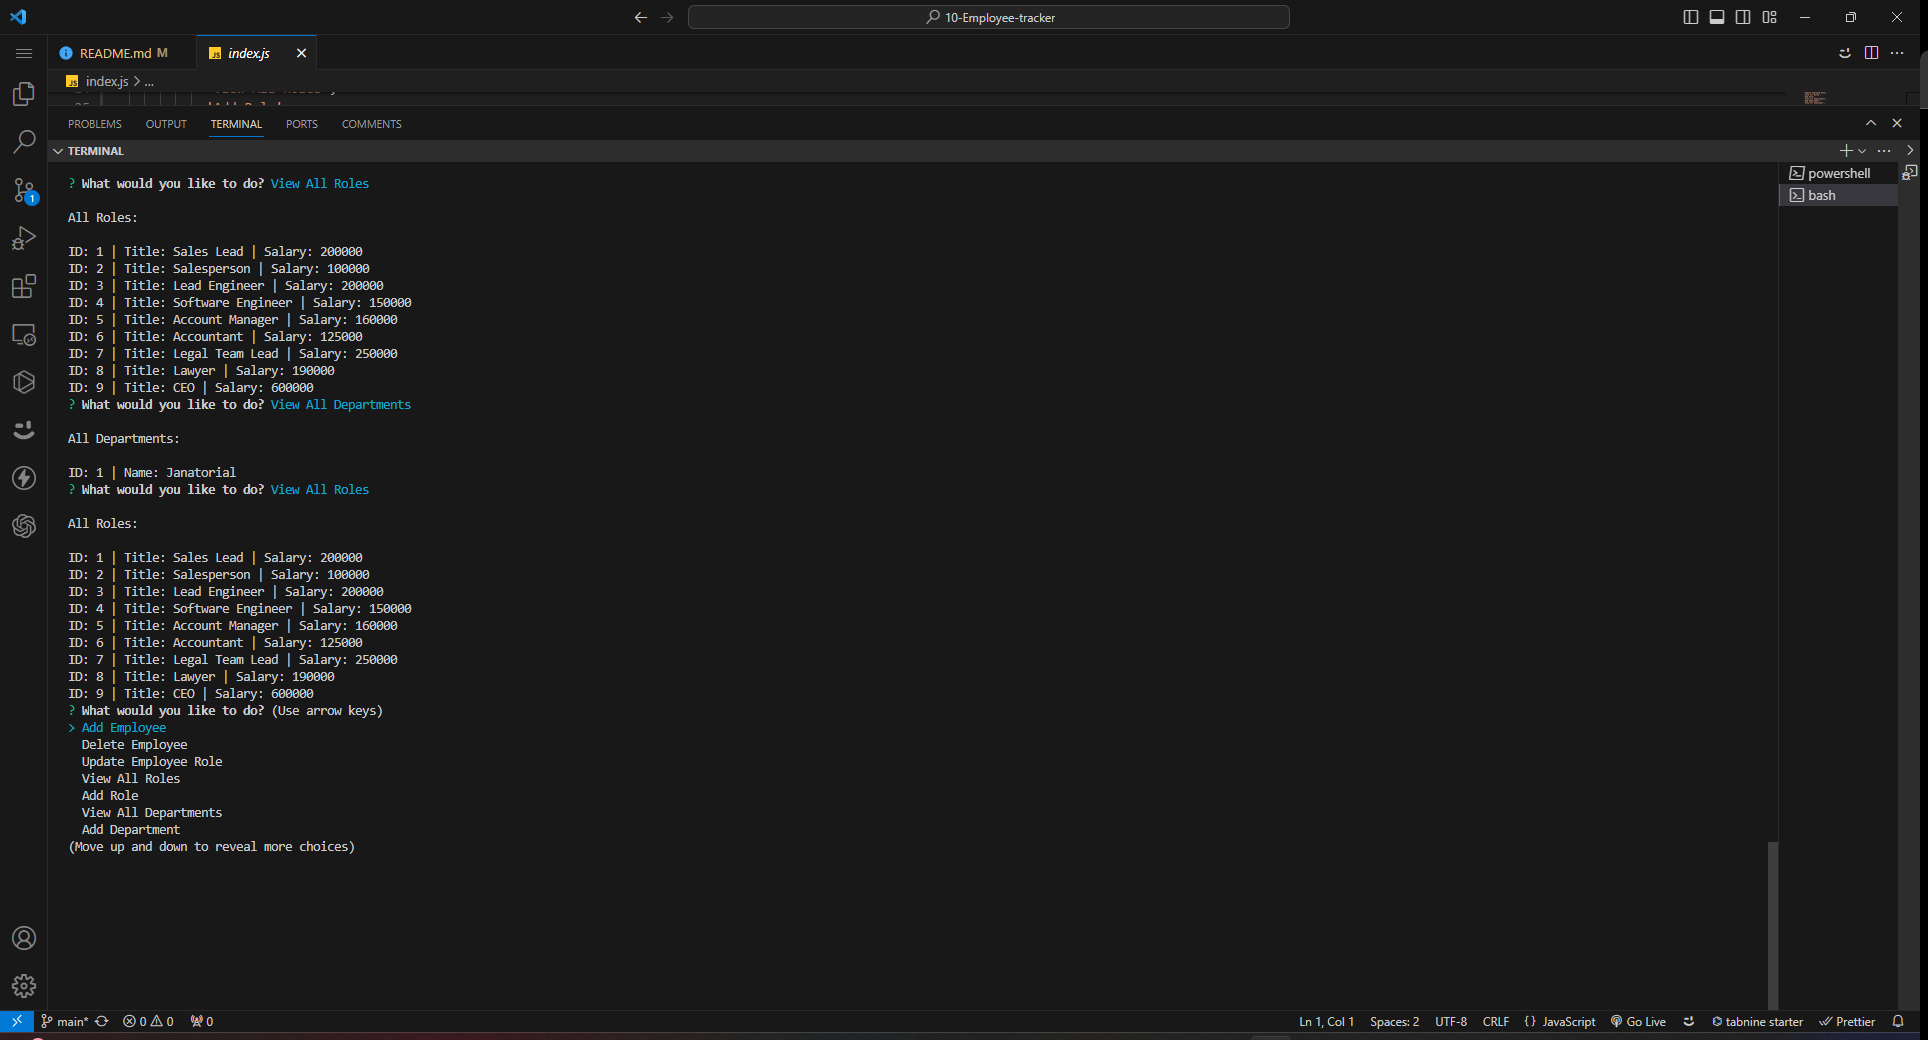 10-Employee-tracker
README.md M
index.js
index.js > ...
PROBLEMS OUTPUT TERMINAL PORTS COMMENTS
TERMINAL
powershell
bash
1
? What would you like to do? View All Roles
All Roles:
ID: 1 | Title: Sales Lead | Salary: 200000
ID: 2 | Title: Salesperson | Salary: 100000
ID: 3 | Title: Lead Engineer | Salary: 200000
ID: 4 | Title: Software Engineer | Salary: 150000
ID: 5 | Title: Account Manager | Salary: 160000
ID: 6 | Title: Accountant | Salary: 125000
ID: 7 | Title: Legal Team Lead | Salary: 250000
ID: 8 | Title: Lawyer | Salary: 190000
ID: 9 | Title: CEO | Salary: 600000
? What would you like to do? View All Departments
All Departments:
ID: 1 | Name: Janatorial
? What would you like to do? View All Roles
All Roles:
ID: 1 | Title: Sales Lead | Salary: 200000
ID: 2 | Title: Salesperson | Salary: 100000
ID: 3 | Title: Lead Engineer | Salary: 200000
ID: 4 | Title: Software Engineer | Salary: 150000
ID: 5 | Title: Account Manager | Salary: 160000
ID: 6 | Title: Accountant | Salary: 125000
ID: 7 | Title: Legal Team Lead | Salary: 250000
ID: 8 | Title: Lawyer | Salary: 190000
ID: 9 | Title: CEO | Salary: 600000
? What would you like to do? (Use arrow keys)
> Add Employee
Delete Employee
Update Employee Role
View All Roles
Add Role
View All Departments
Add Department
(Move up and down to reveal more choices)
main* 0 0 0 Ln 1, Col 1 Spaces: 2 UTF-8 CRLF {} JavaScript Go Live tabnine starter Prettier